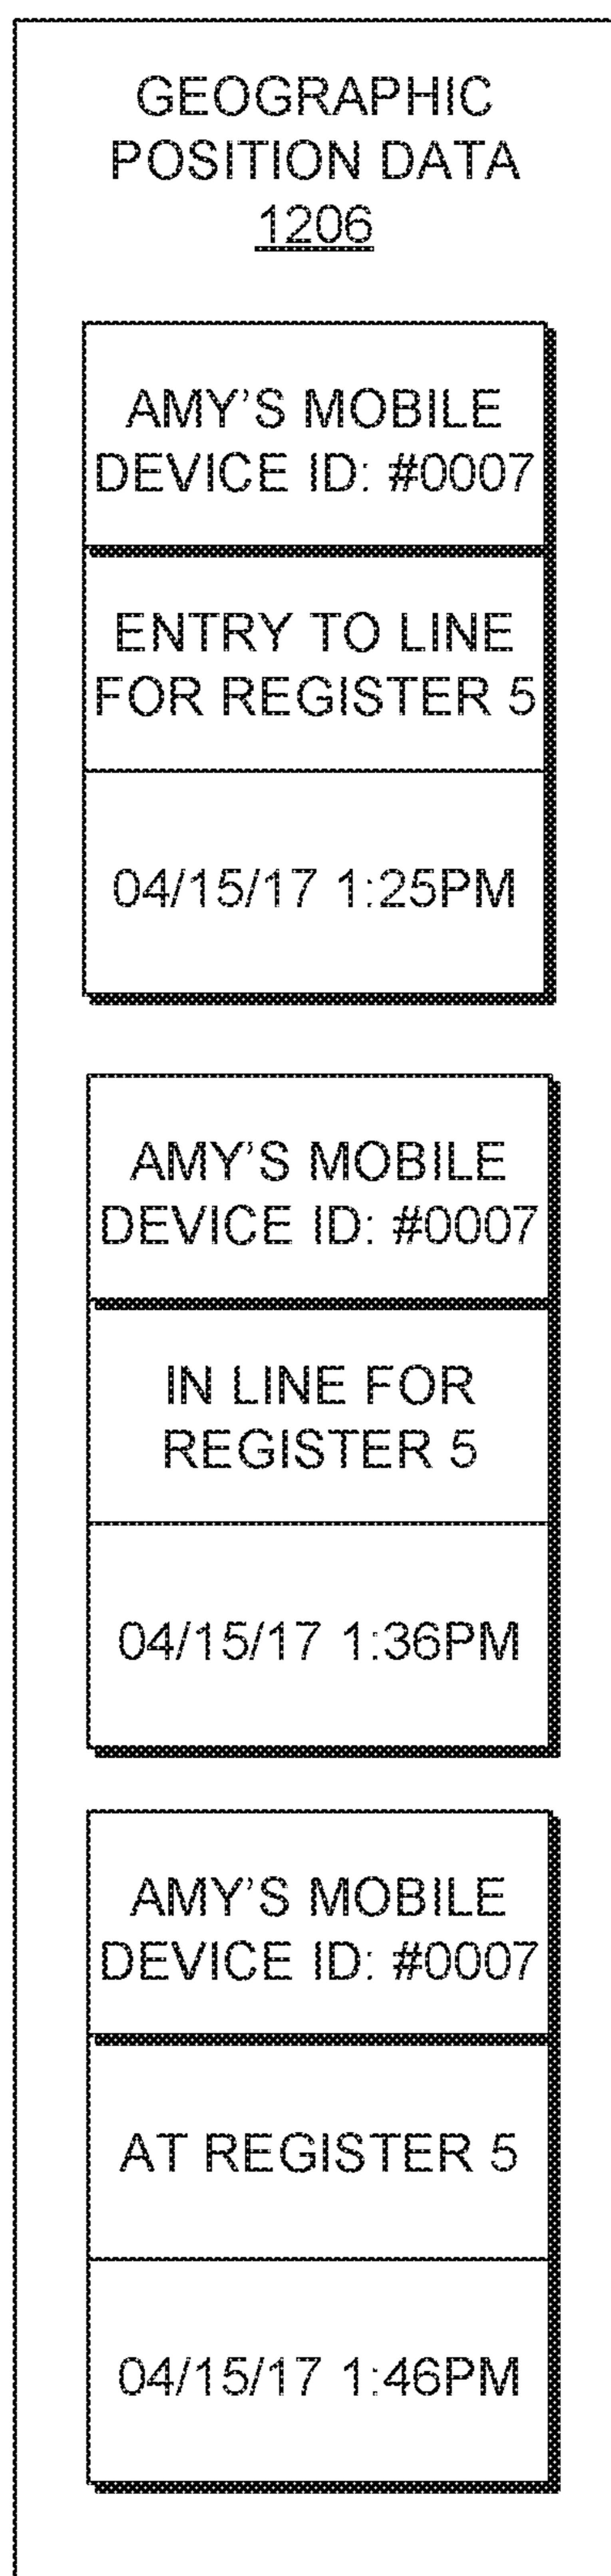 GEOGRAPHIC
POSITION DATA
1206
AMY'S MOBILE
DEVICE ID: #0007
ENTRY TO LINE
FOR REGISTER 5
04/15/17 1:25PM
AMY'S MOBILE
DEVICE ID: #0007
IN LINE FOR
REGISTER 5
04/15/17 1:36PM
AMY'S MOBILE
DEVICE ID: #0007
AT REGISTER 5
04/15/17 1:46PM